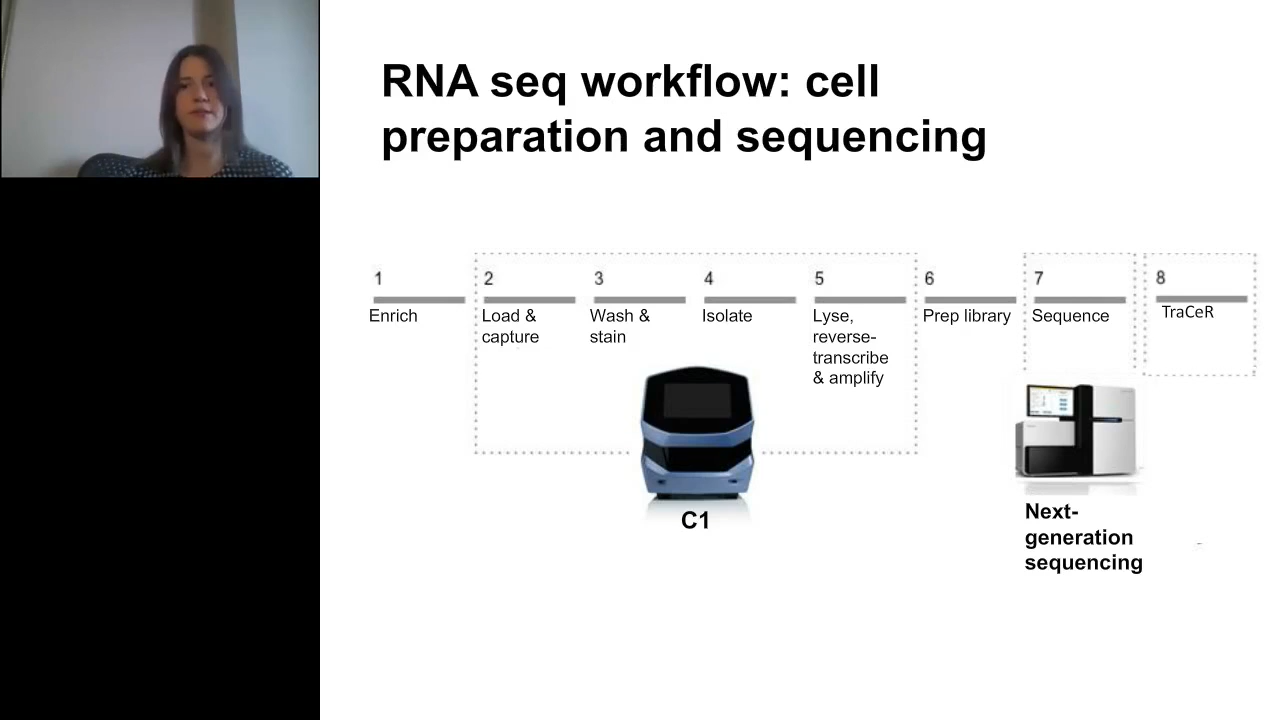 RNA seq workflow: cell
preparation and sequencing
1
Enrich
2
Load &
capture
3
Wash &
stain
4
Isolate
5
Lyse,
reverse-
transcribe
& amplify
6
Prep library
7
Sequence
8
TraCeR
C1
Next-
generation
sequencing